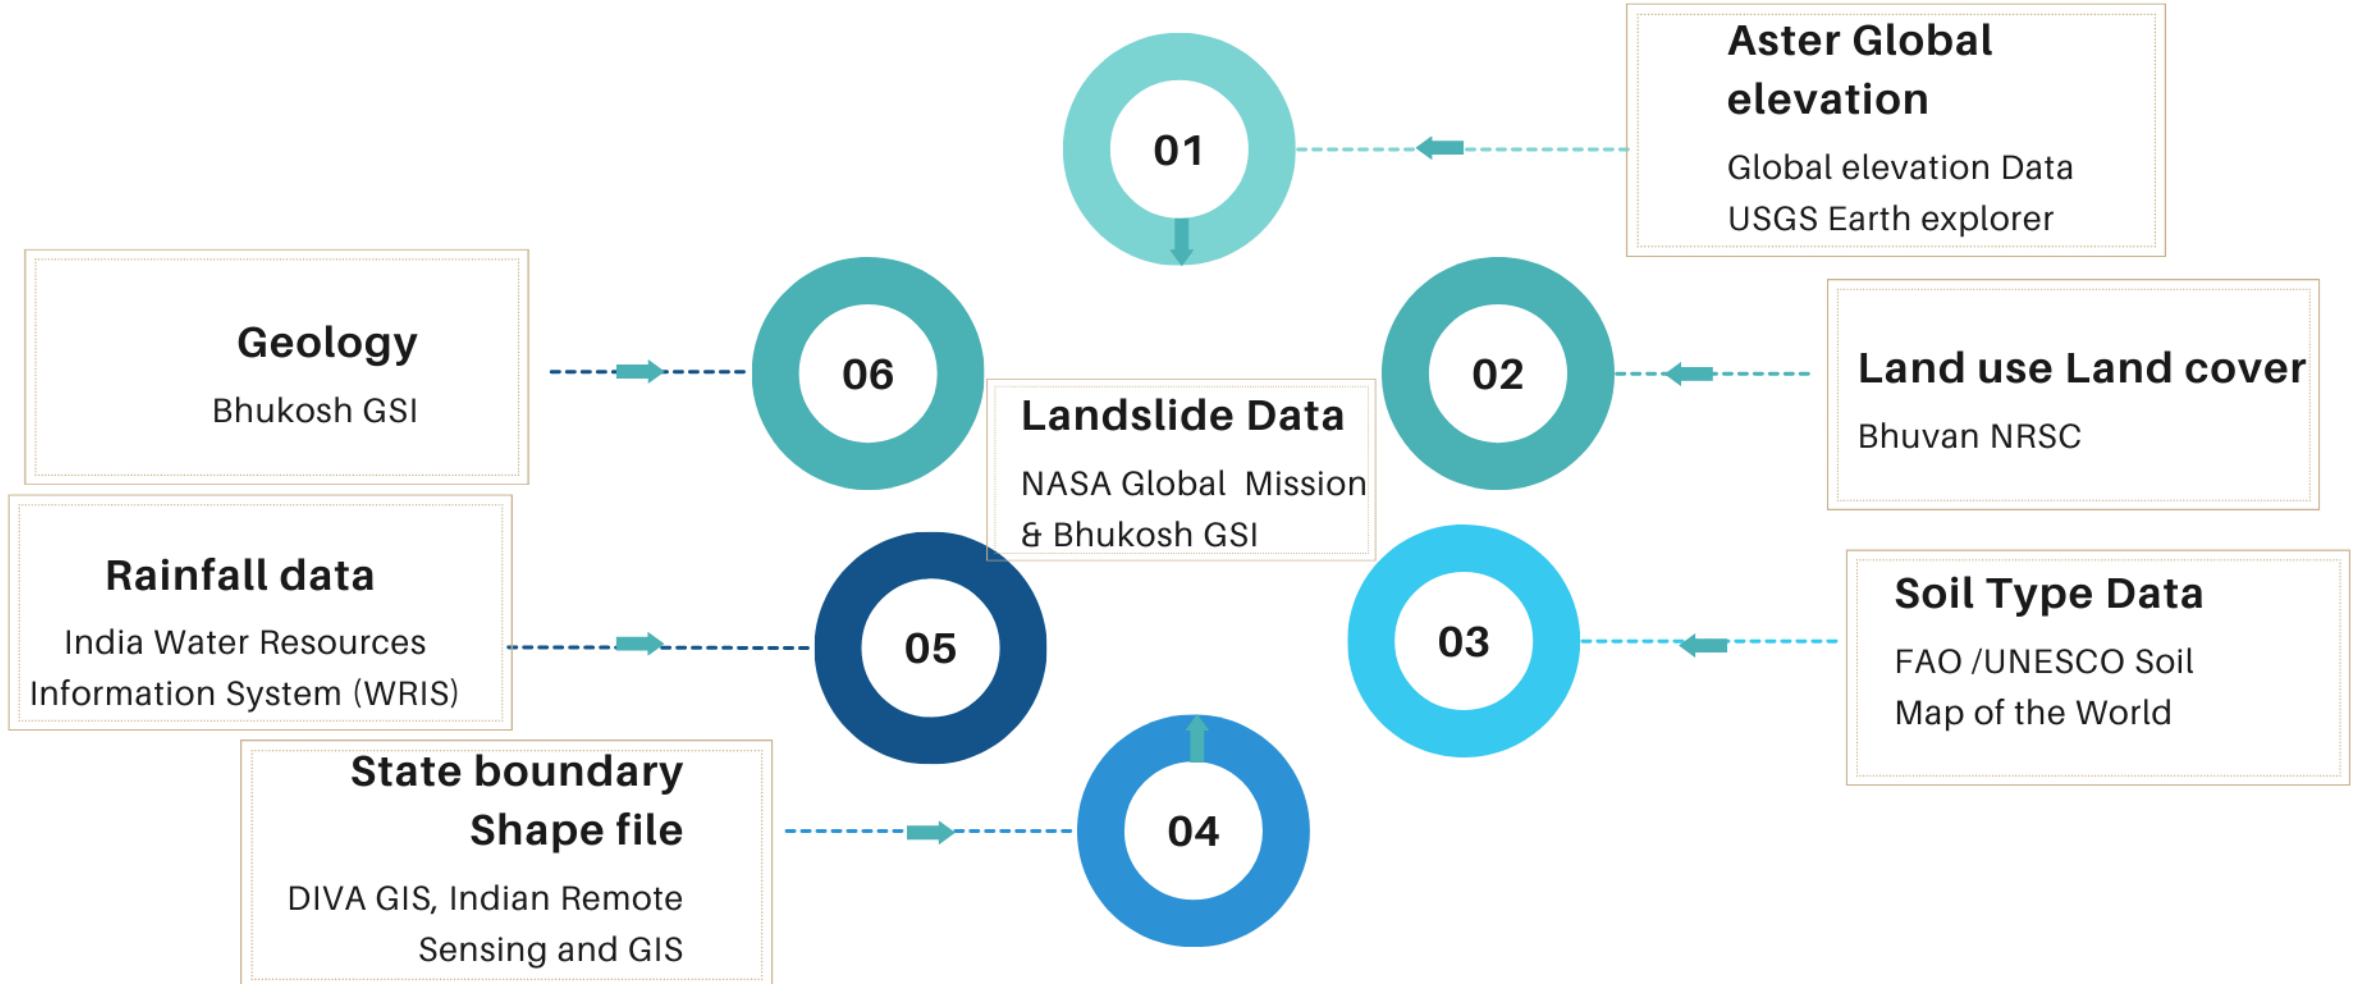 01
Aster Global
elevation
Global elevation Data
USGS Earth explorer
02
Land use Land cover
Bhuvan NRSC
03
Soil Type Data
FAO /UNESCO Soil
Map of the World
04
State boundary
Shape file
DIVA GIS, Indian Remote
Sensing and GIS
05
Rainfall data
India Water Resources
Information System (WRIS)
06
Geology
Bhukosh GSI
Landslide Data
NASA Global Mission
& Bhukosh GSI